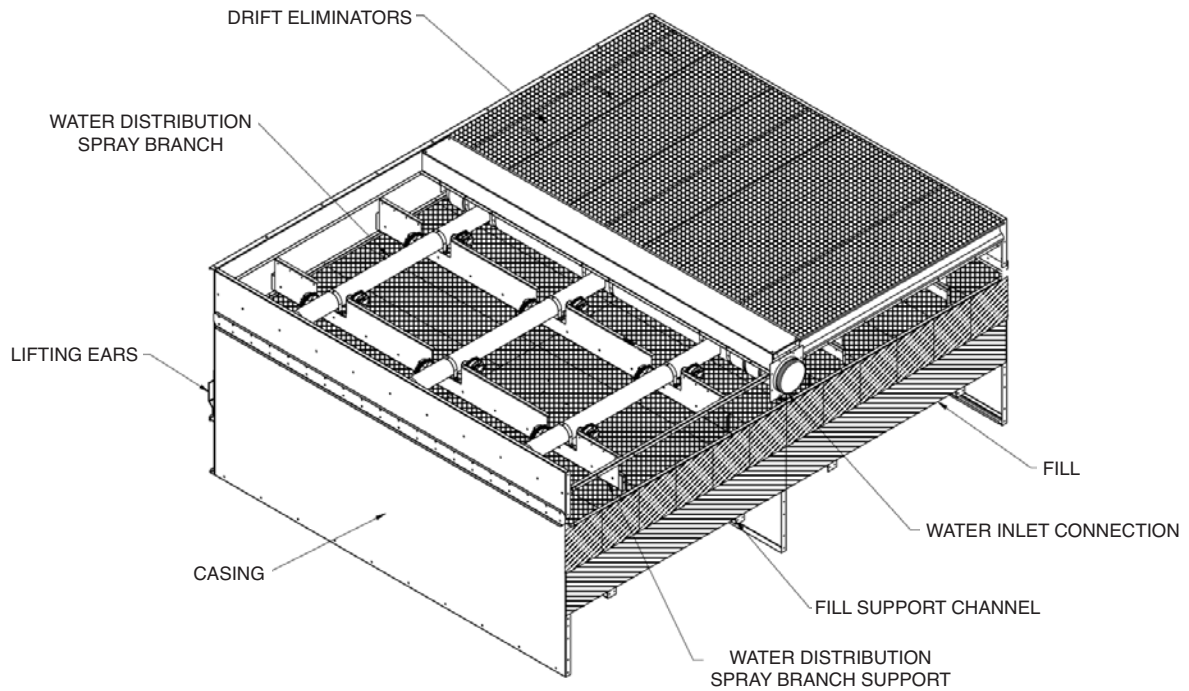 DRIFT ELIMINATORS
WATER DISTRIBUTION
SPRAY BRANCH
LIFTING EARS
FILL
WATER INLET CONNECTION
CASING
FILL SUPPORT CHANNEL
WATER DISTRIBUTION
SPRAY BRANCH SUPPORT